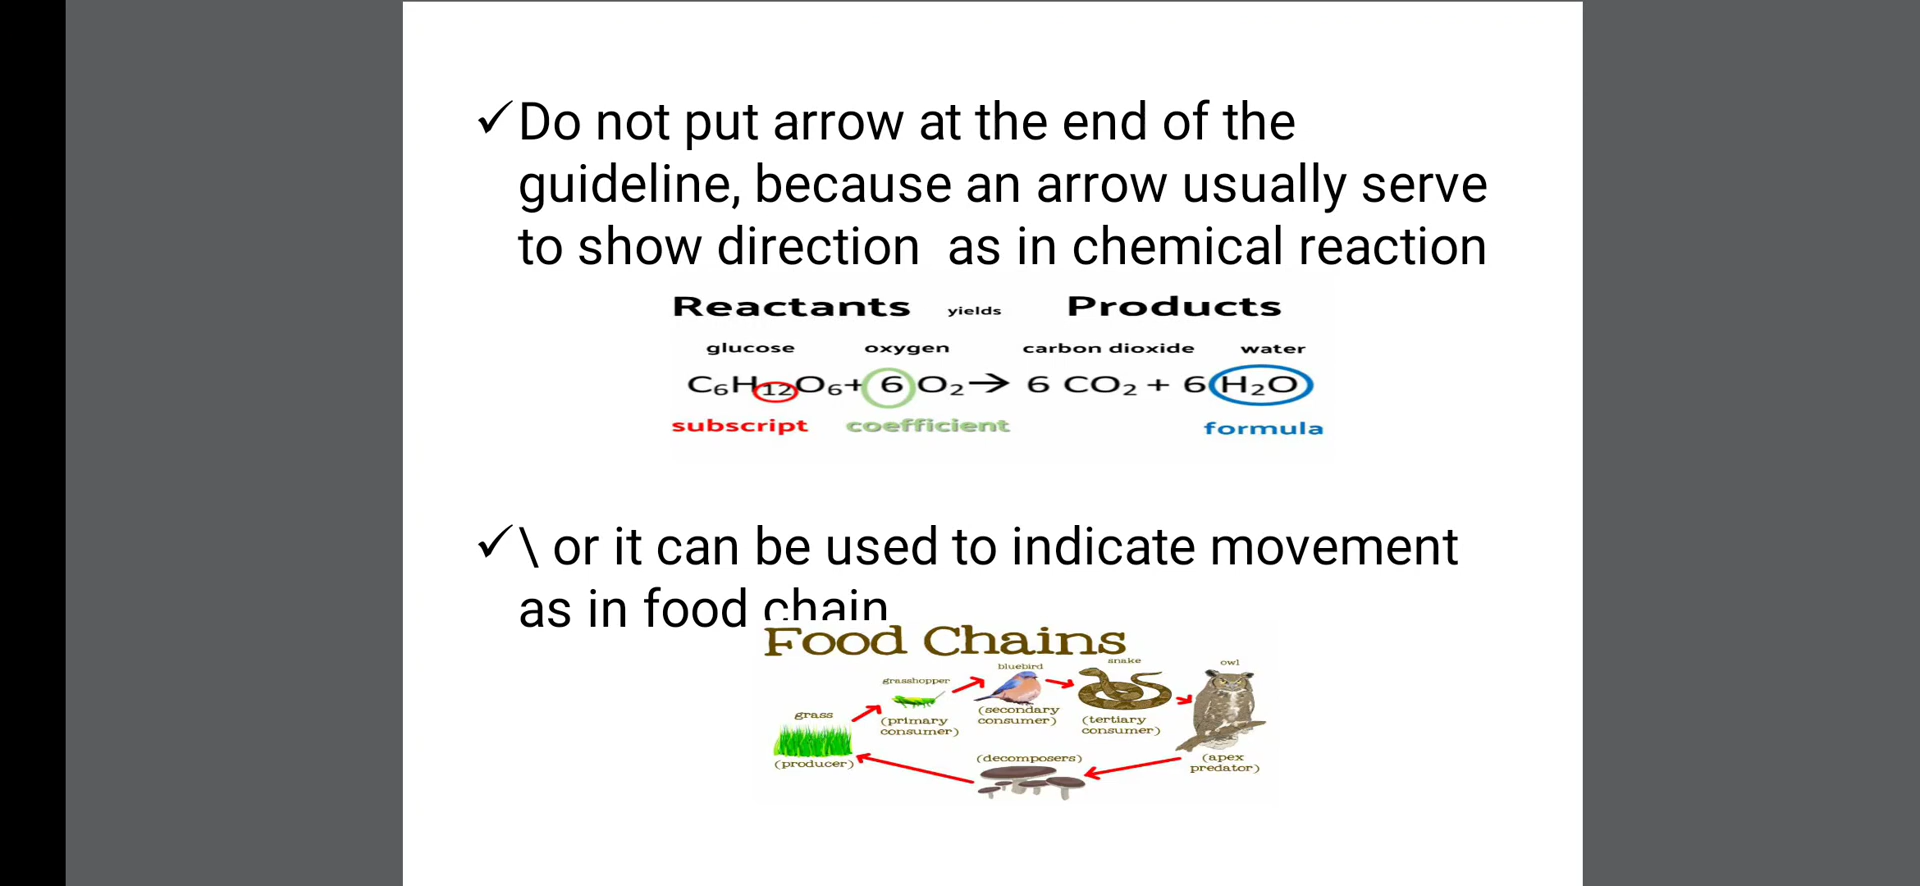 ✓Do not put arrow at the end of the
guideline, because an arrow usually serve
to show direction  as in chemical reaction
Reactants yields Products
glucose oxygen carbon dioxide water
C₆H₁₂O₆+ 6 O₂→ 6 CO₂ + 6 H₂O
subscript coefficient formula
✓\ or it can be used to indicate movement
as in food chain
Food Chains
grass
(producer)
grasshopper
(primary
consumer)
bluebird
(secondary
consumer)
snake
(tertiary
consumer)
owl
(apex
predator)
(decomposers)